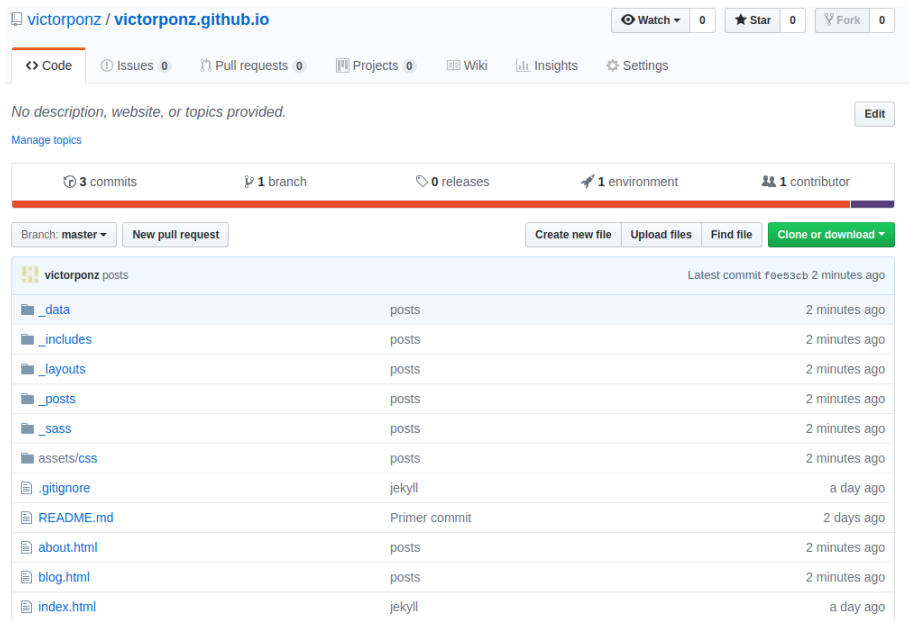 victorponz / victorponz.github.io
Watch 0 Star 0 Fork 0
Code Issues 0 Pull requests 0 Projects 0 Wiki Insights Settings
No description, website, or topics provided. Edit
Manage topics
3 commits 1 branch 0 releases 1 environment 1 contributor
Branch: master New pull request Create new file Upload files Find file Clone or download
victorponz posts Latest commit f0e53cb 2 minutes ago
_data posts 2 minutes ago
_includes posts 2 minutes ago
_layouts posts 2 minutes ago
_posts posts 2 minutes ago
_sass posts 2 minutes ago
assets/css posts 2 minutes ago
.gitignore jekyll a day ago
README.md Primer commit 2 days ago
about.html posts 2 minutes ago
blog.html posts 2 minutes ago
index.html jekyll a day ago